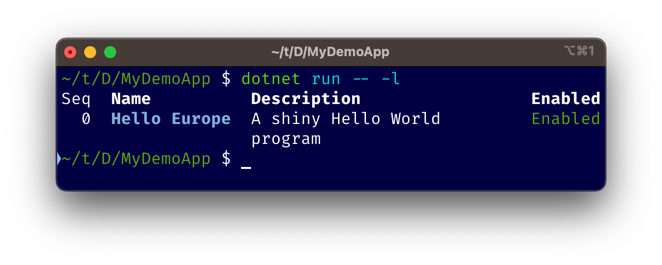 ~/t/D/MyDemoApp
⌥⌘1
~/t/D/MyDemoApp $ dotnet run -- -l
Seq Name Description Enabled
0 Hello Europe A shiny Hello World Enabled
program
~/t/D/MyDemoApp $ _